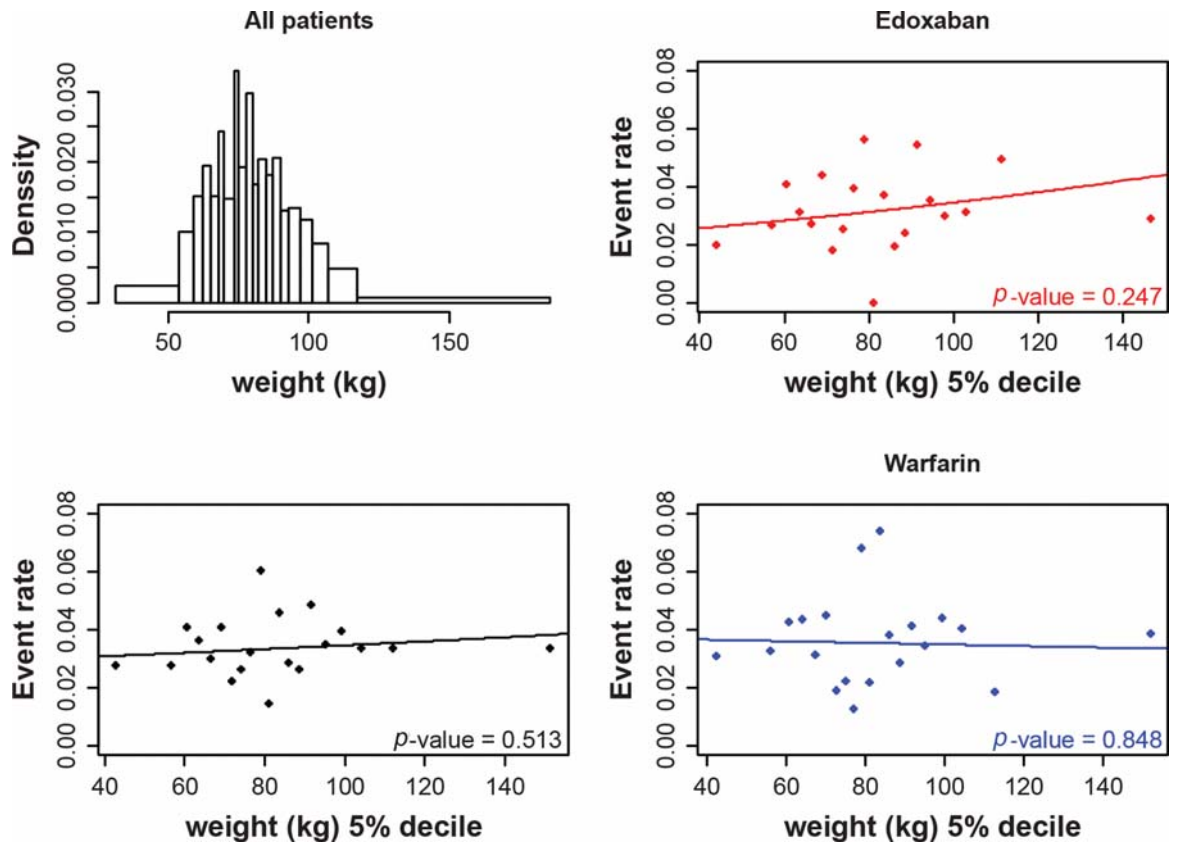 All patients
Denssity
0.000 0.010 0.020 0.030
50 100 150
weight (kg)
Edoxaban
Event rate
0.00 0.02 0.04 0.06 0.08
p-value = 0.247
40 60 80 100 120 140
weight (kg) 5% decile
Event rate
0.00 0.02 0.04 0.06 0.08
p-value = 0.513
40 60 80 100 120 140
weight (kg) 5% decile
Warfarin
Event rate
0.00 0.02 0.04 0.06 0.08
p-value = 0.848
40 60 80 100 120 140
weight (kg) 5% decile